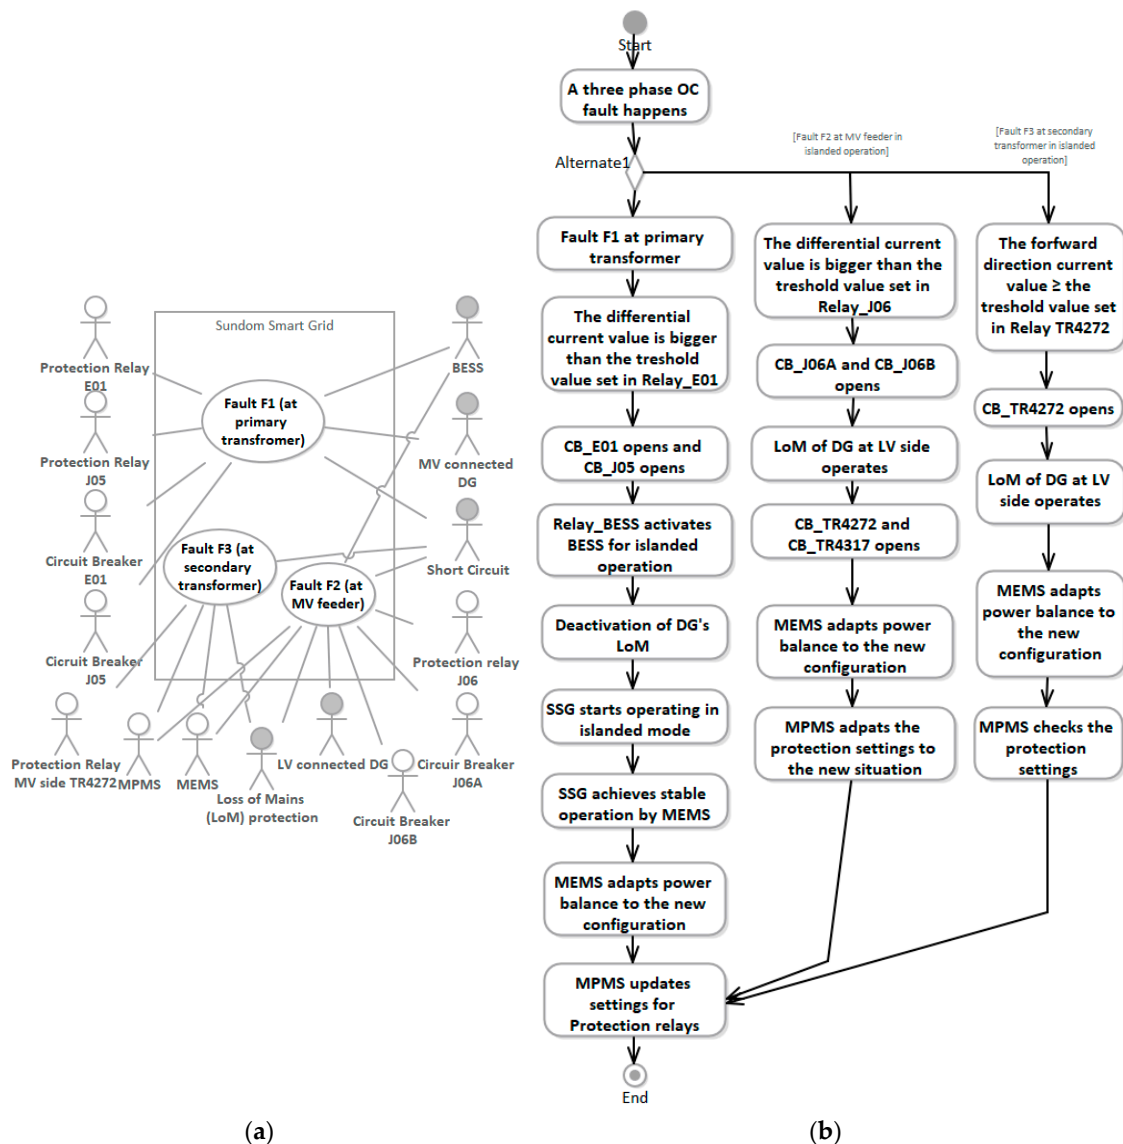 Sundom Smart Grid
Protection Relay
E01
Protection Relay
J05
Circuit Breaker
E01
Cicruit Breaker
J05
Protection Relay
MV side TR4272
MPMS
MEMS
Loss of Mains
(LoM) protection
LV connected DG
Circuit Breaker
J06B
Circuir Breaker
J06A
Protection relay
J06
Short Circuit
MV connected
DG
BESS
Fault F1 (at
primary
transfromer)
Fault F3 (at
secondary
transformer)
Fault F2 (at
MV feeder)
(a)
Start
A three phase OC
fault happens
Alternate1
[Fault F2 at MV feeder in
islanded operation]
[Fault F3 at secondary
transformer in islanded
operation]
Fault F1 at primary
transformer
The differential
current value is bigger
than the treshold
value set in Relay_E01
CB_E01 opens and
CB_J05 opens
Relay_BESS activates
BESS for islanded
operation
Deactivation of DG's
LoM
SSG starts operating in
islanded mode
SSG achieves stable
operation by MEMS
MEMS adapts power
balance to the new
configuration
MPMS updates
settings for
Protection relays
End
The differential current
value is bigger than the
treshold value set in
Relay_J06
CB_J06A and CB_J06B
opens
LoM of DG at LV side
operates
CB_TR4272 and
CB_TR4317 opens
MEMS adapts power
balance to the new
configuration
MPMS adpats the
protection settings to
the new situation
The forfward
direction current
value ≥ the
treshold value set
in Relay TR4272
CB_TR4272 opens
LoM of DG at LV
side operates
MEMS adapts
power balance to
the new
configuration
MPMS checks the
protection
settings
(b)